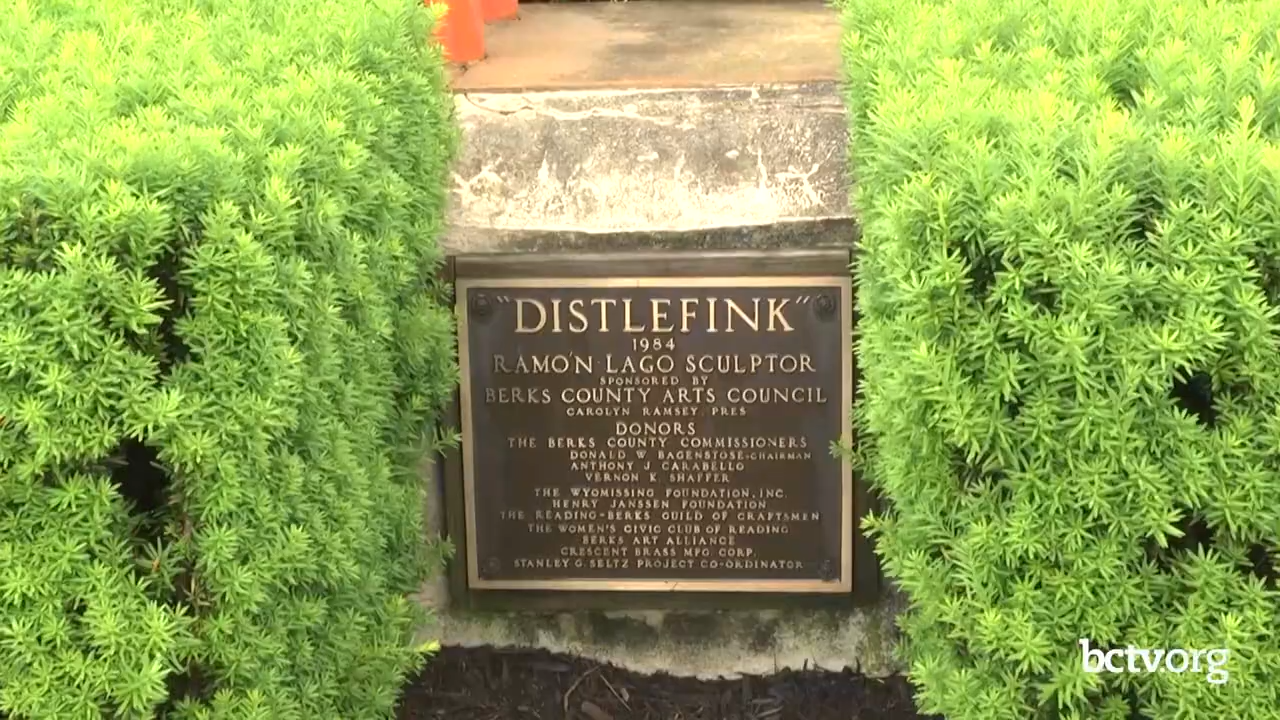 "DISTLEFINK"
1984
RAMO'N LAGO SCULPTOR
SPONSORED BY
BERKS COUNTY ARTS COUNCIL
CAROLYN RAMSEY, PRES
DONORS
THE BERKS COUNTY COMMISSIONERS
DONALD W. BAGENSTOSE-CHAIRMAN
ANTHONY J. CARABELLO
VERNON K. SHAFFER
THE WYOMISSING FOUNDATION, INC.
HENRY JANSSEN FOUNDATION
THE READING-BERKS GUILD OF CRAFTSMEN
THE WOMEN'S CIVIC CLUB OF READING
BERKS ART ALLIANCE
CRESCENT BRASS MFG. CORP.
STANLEY G. SELTZ PROJECT CO-ORDINATOR
bctv.org